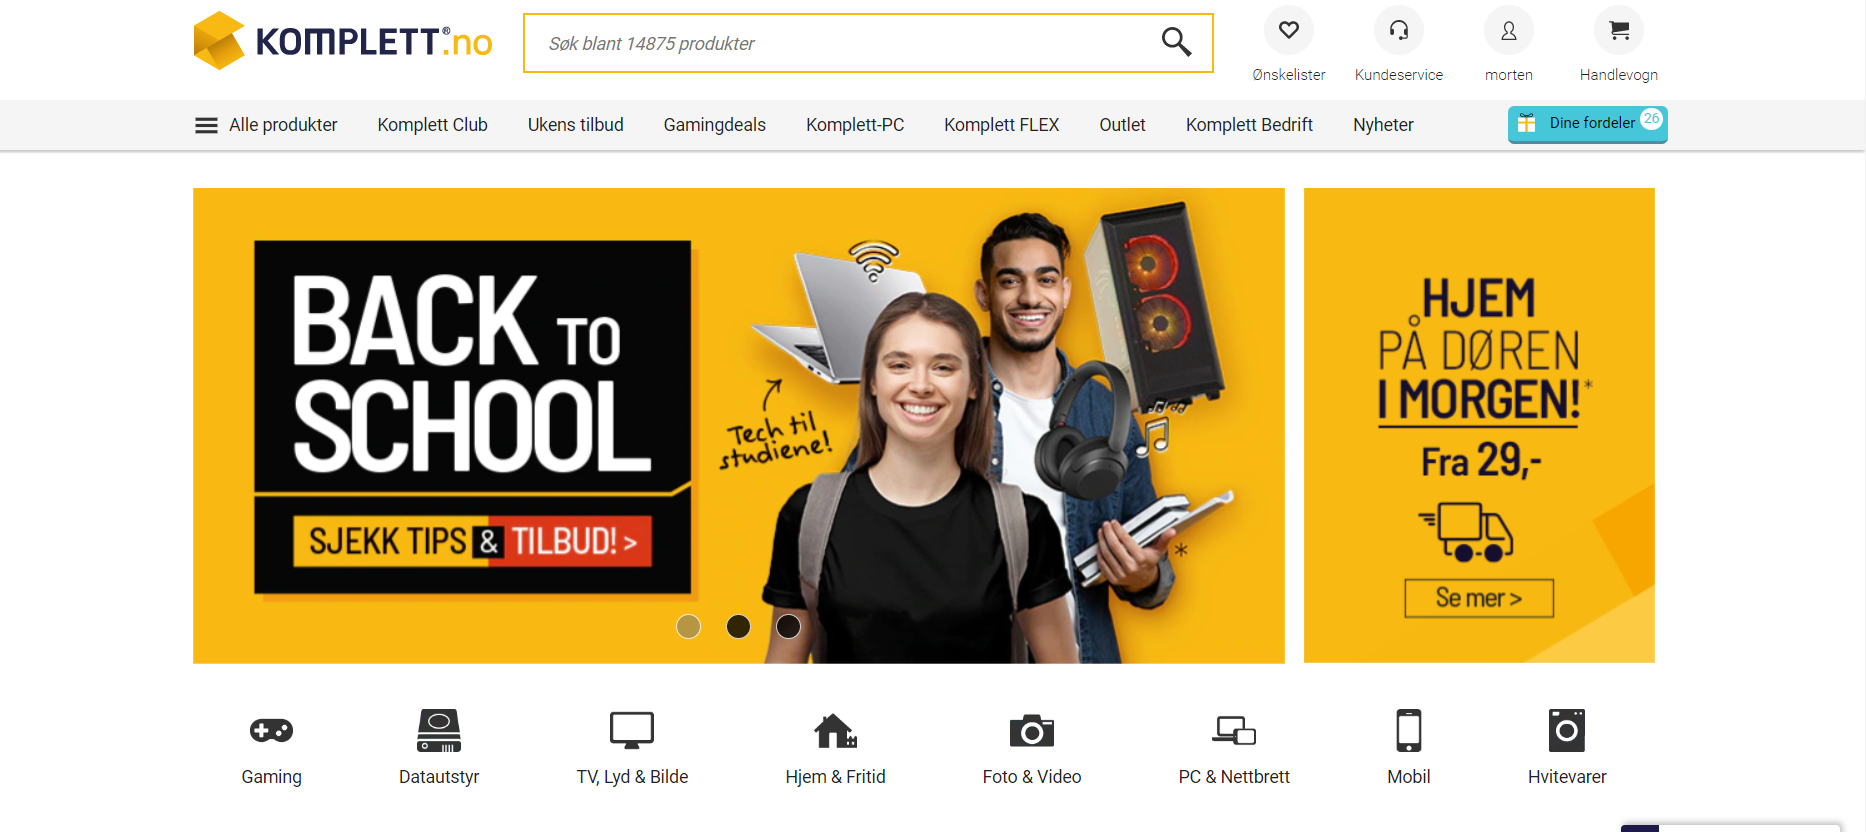 KOMPLETT®.no
Søk blant 14875 produkter
Ønskelister
Kundeservice
morten
Handlevogn
Alle produkter
Komplett Club
Ukens tilbud
Gamingdeals
Komplett-PC
Komplett FLEX
Outlet
Komplett Bedrift
Nyheter
Dine fordeler 26
BACK TO
SCHOOL
SJEKK TIPS & TILBUD! >
Tech til
studiene!
*
HJEM
PÅ DØREN
I MORGEN!*
Fra 29,-
Se mer >
Gaming
Datautstyr
TV, Lyd & Bilde
Hjem & Fritid
Foto & Video
PC & Nettbrett
Mobil
Hvitevarer